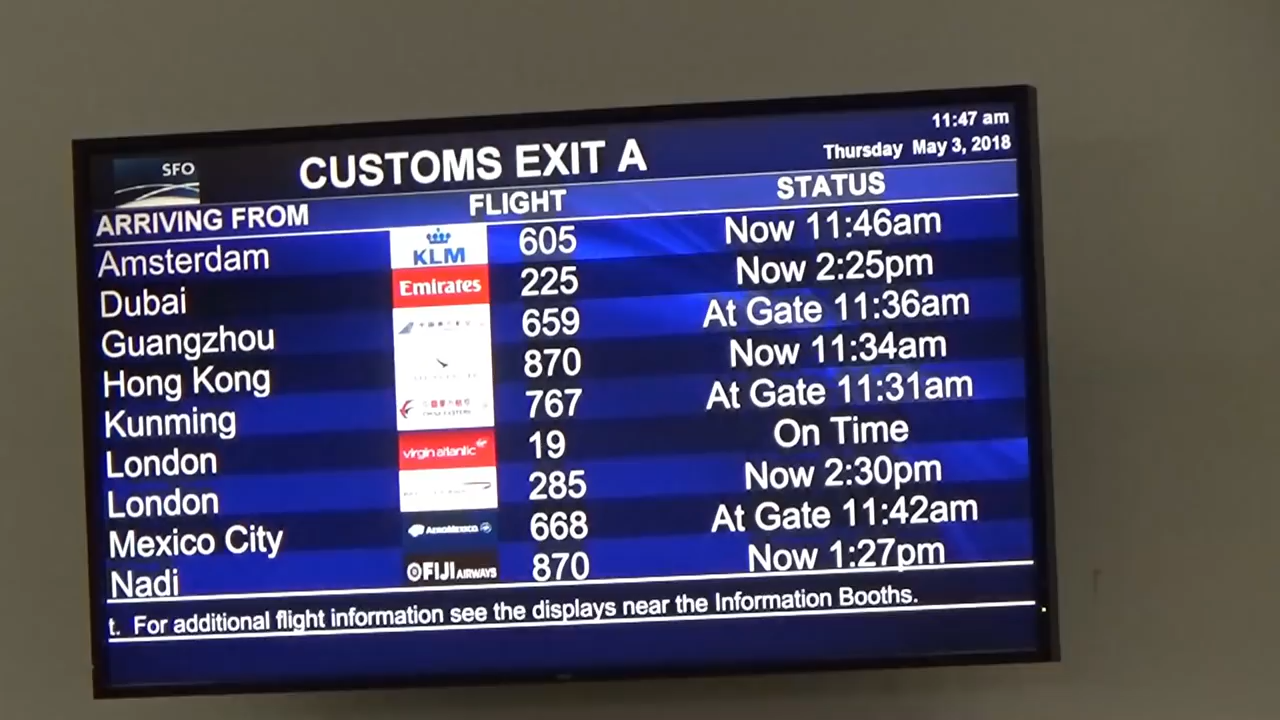 11:47 am
SFO
CUSTOMS EXIT A
Thursday May 3, 2018
ARRIVING FROM FLIGHT STATUS
Amsterdam KLM 605 Now 11:46am
Dubai Emirates 225 Now 2:25pm
Guangzhou 659 At Gate 11:36am
Hong Kong 870 Now 11:34am
Kunming 767 At Gate 11:31am
London virgin atlantic 19 On Time
London 285 Now 2:30pm
Mexico City AEROMEXICO 668 At Gate 11:42am
Nadi FIJI AIRWAYS 870 Now 1:27pm
t. For additional flight information see the displays near the Information Booths.